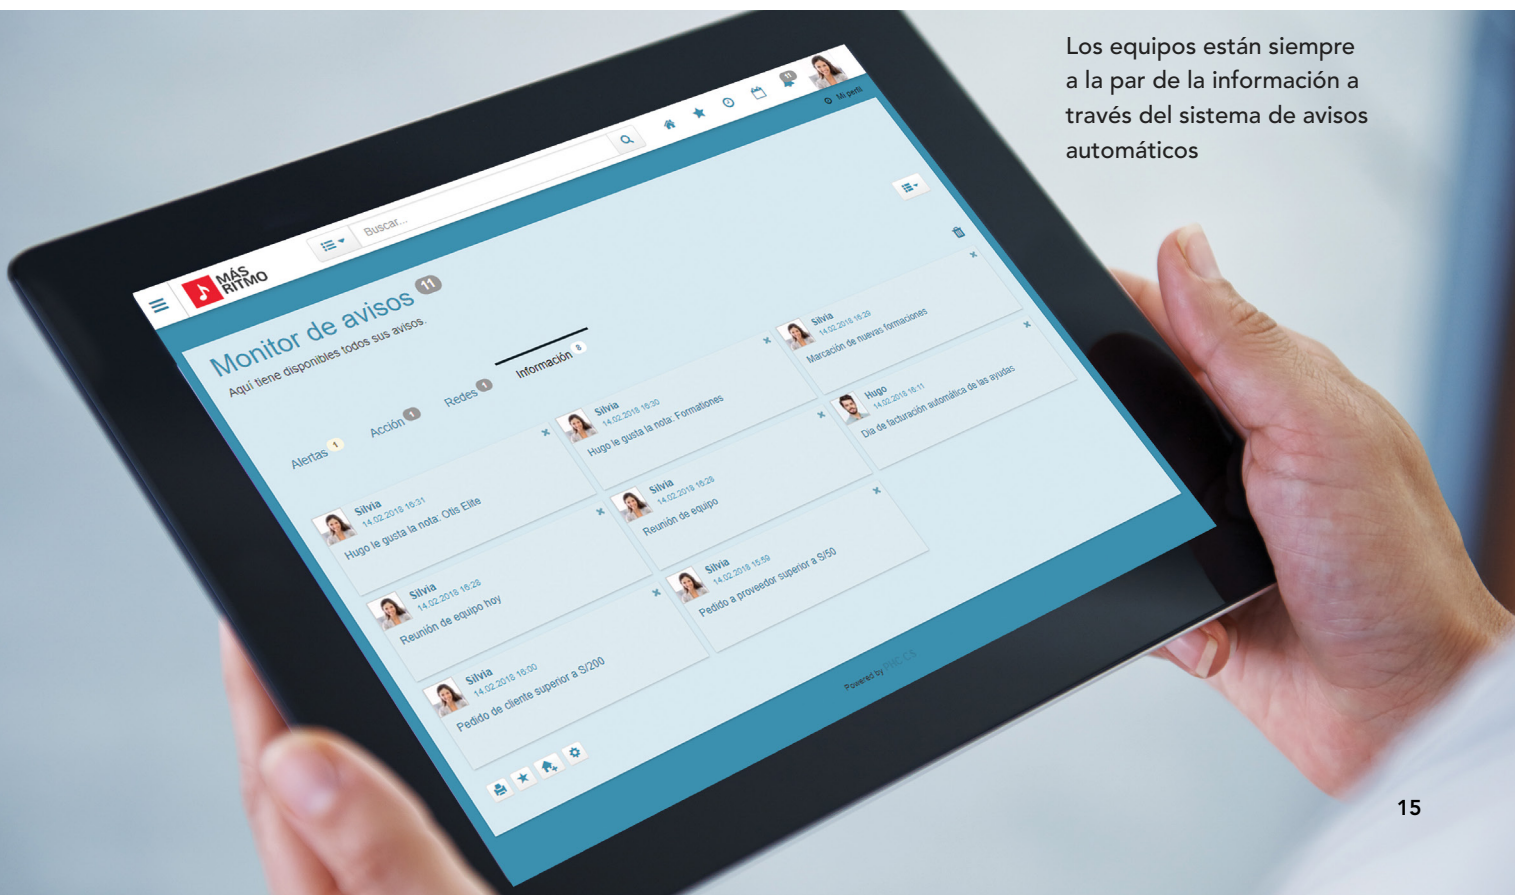 Los equipos están siempre
a la par de la información a
través del sistema de avisos
automáticos
11
Mi perfil
Buscar...
MÁS
RITMO
Monitor de avisos 11
Aquí tiene disponibles todos sus avisos.
Alertas 1
Acción 1
Redes 1
Información 8
Silvia
14.02.2018 16:31
Hugo le gusta la nota: Otis Elite
Silvia
14.02.2018 16:30
Hugo le gusta la nota: Formationes
Silvia
14.02.2018 16:29
Marcación de nuevas formaciones
Silvia
14.02.2018 16:28
Reunión de equipo hoy
Silvia
14.02.2018 16:28
Reunión de equipo
Hugo
14.02.2018 16:11
Dia de facturación automática de las ayudas
Silvia
14.02.2018 16:00
Pedido de cliente superior a S/200
Silvia
14.02.2018 15:59
Pedido a proveedor superior a S/50
Powered by PHC CS
15